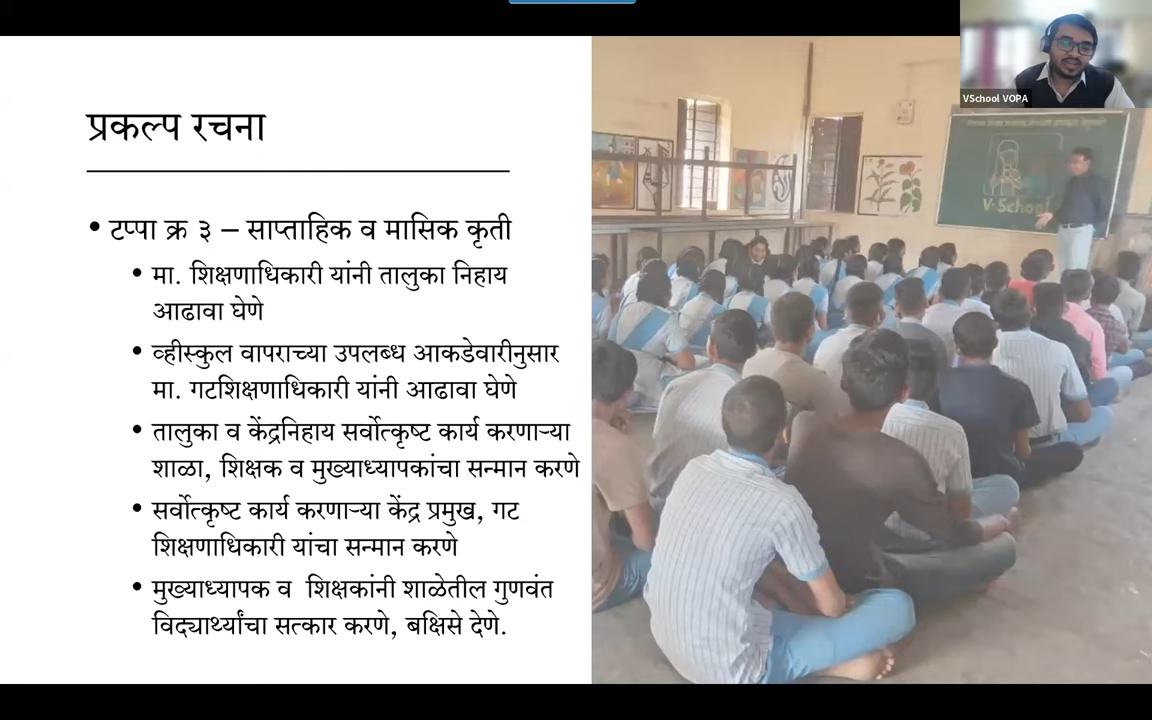 प्रकल्प रचना
• टप्पा क्र ३ – साप्ताहिक व मासिक कृती
• मा. शिक्षणाधिकारी यांनी तालुका निहाय
आढावा घेणे
• व्हीस्कुल वापराच्या उपलब्ध आकडेवारीनुसार
मा. गटशिक्षणाधिकारी यांनी आढावा घेणे
• तालुका व केंद्रनिहाय सर्वोत्कृष्ट कार्य करणाऱ्या
शाळा, शिक्षक व मुख्याध्यापकांचा सन्मान करणे
• सर्वोत्कृष्ट कार्य करणाऱ्या केंद्र प्रमुख, गट
शिक्षणाधिकारी यांचा सन्मान करणे
• मुख्याध्यापक व  शिक्षकांनी शाळेतील गुणवंत
विद्यार्थ्यांचा सत्कार करणे, बक्षिसे देणे.
VSchool VOPA
V-School